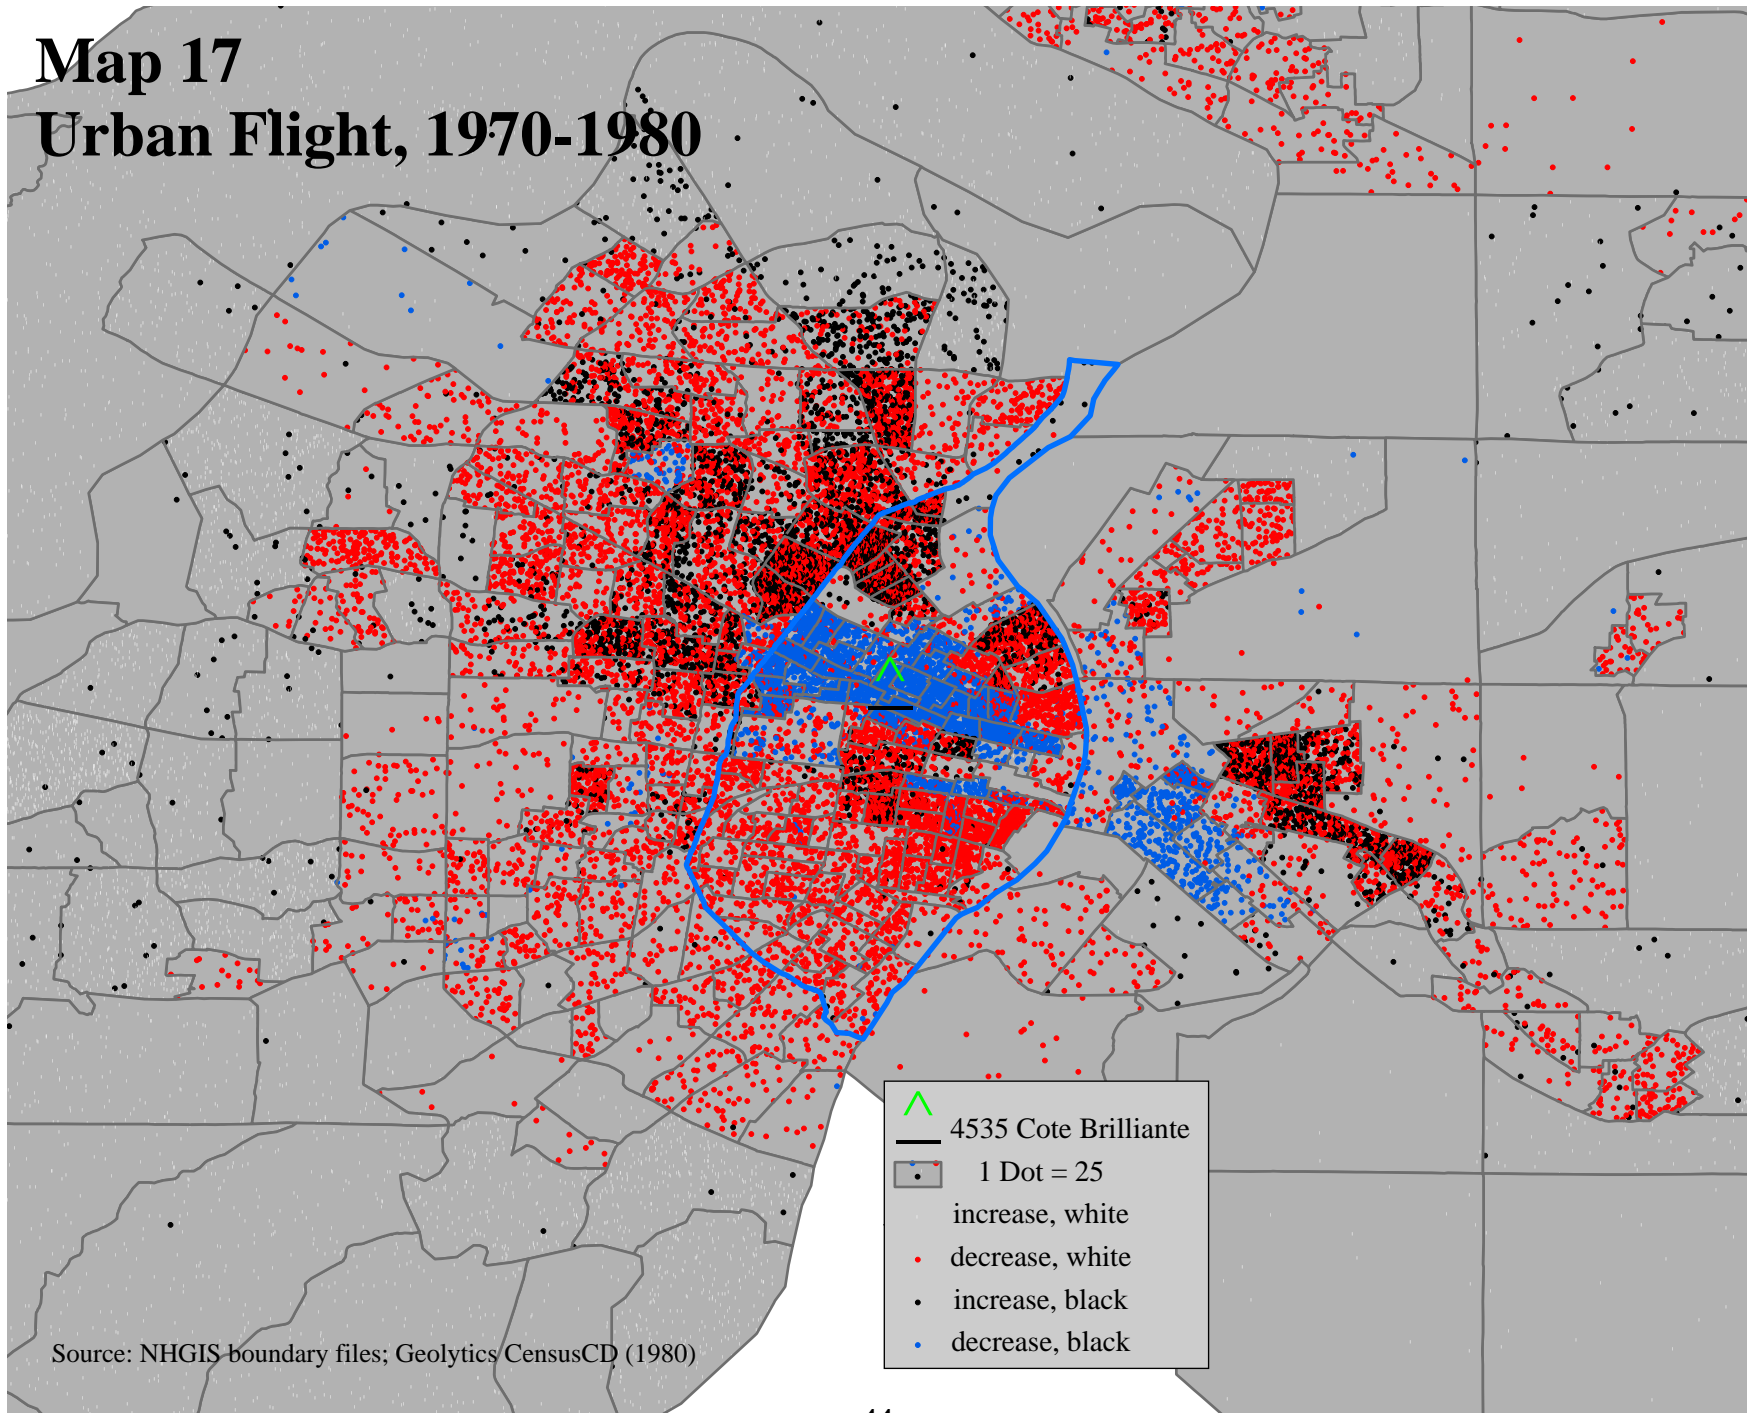 Map 17
Urban Flight, 1970-1980
4535 Cote Brilliante
1 Dot = 25
increase, white
decrease, white
increase, black
decrease, black
Source: NHGIS boundary files; Geolytics CensusCD (1980)